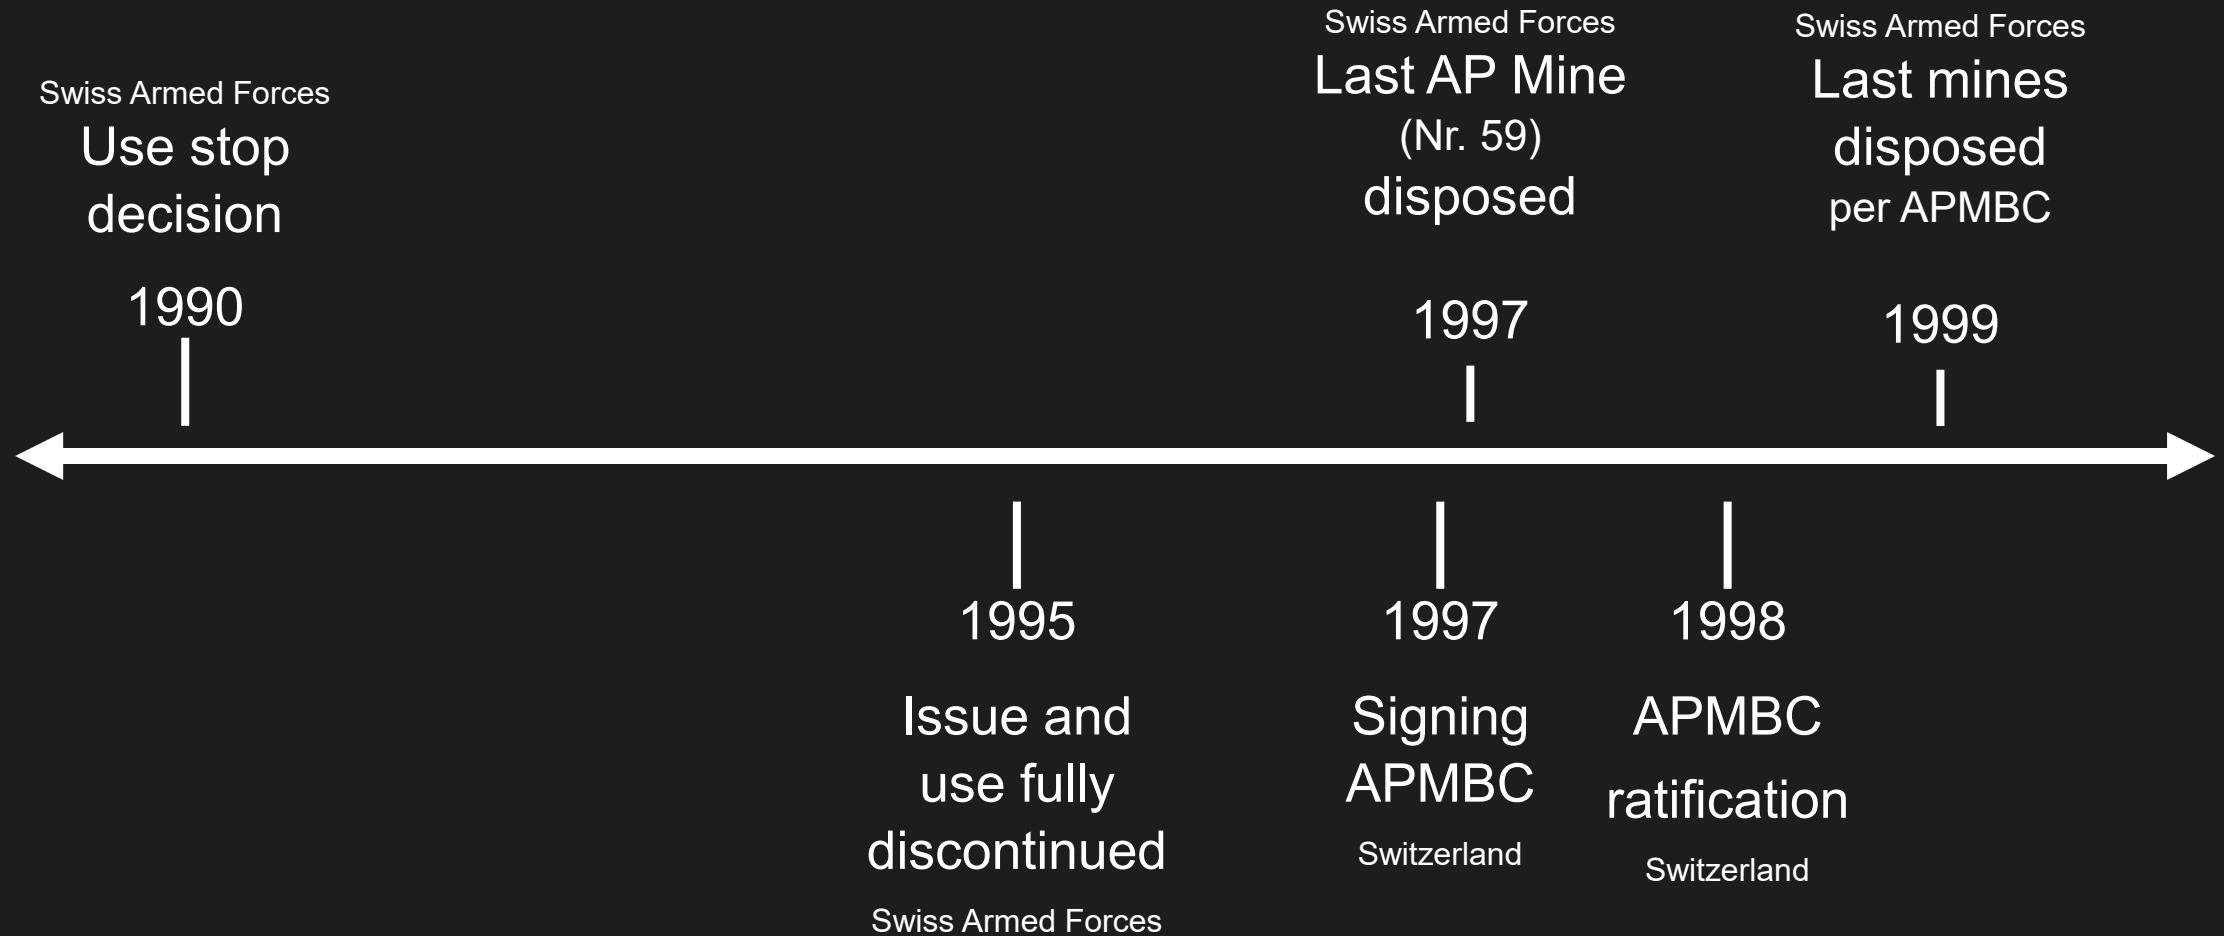 Swiss Armed Forces
Use stop
decision
1990
Swiss Armed Forces
Last AP Mine
(Nr. 59)
disposed
1997
Swiss Armed Forces
Last mines
disposed
per APMBC
1999
1995
Issue and
use fully
discontinued
Swiss Armed Forces
1997
Signing
APMBC
Switzerland
1998
APMBC
ratification
Switzerland